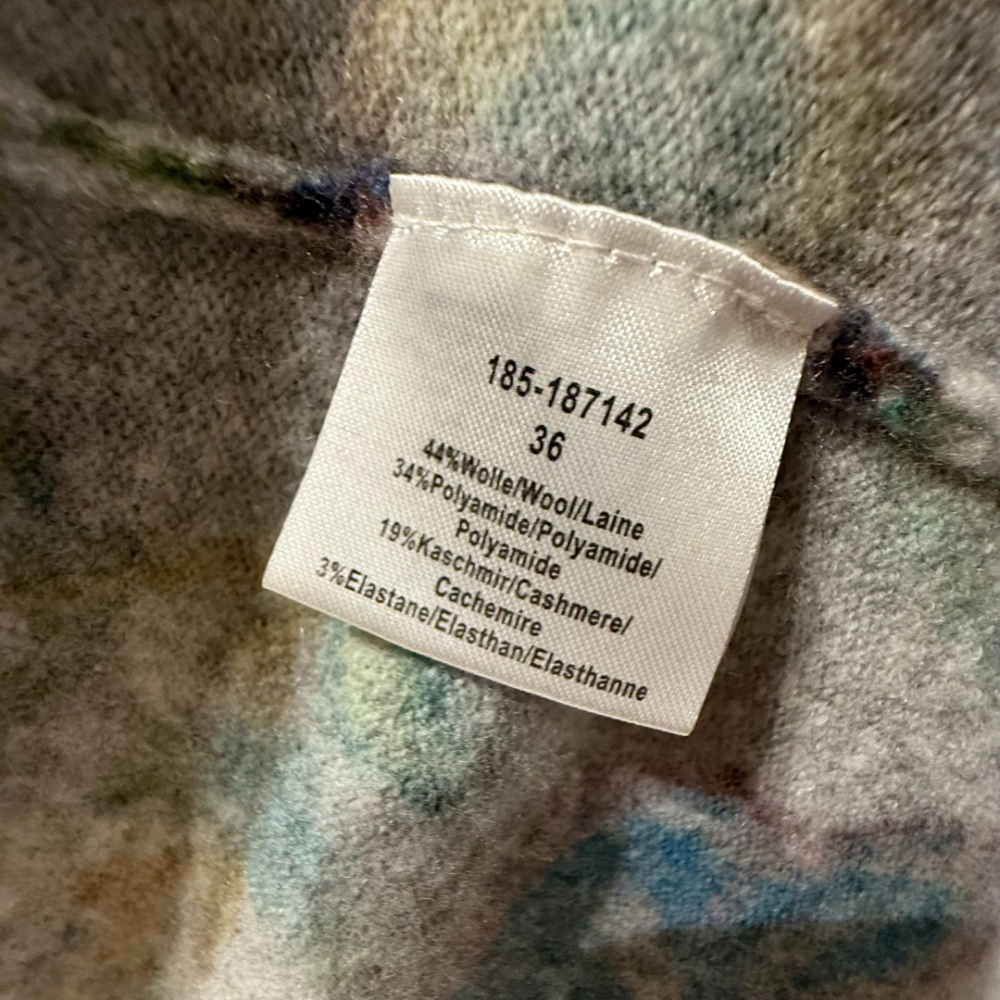 185-187142
36
44%Wolle/Wool/Laine
34%Polyamide/Polyamide/
Polyamide
19%Kaschmir/Cashmere/
Cachemire
3%Elastane/Elasthan/Elasthanne